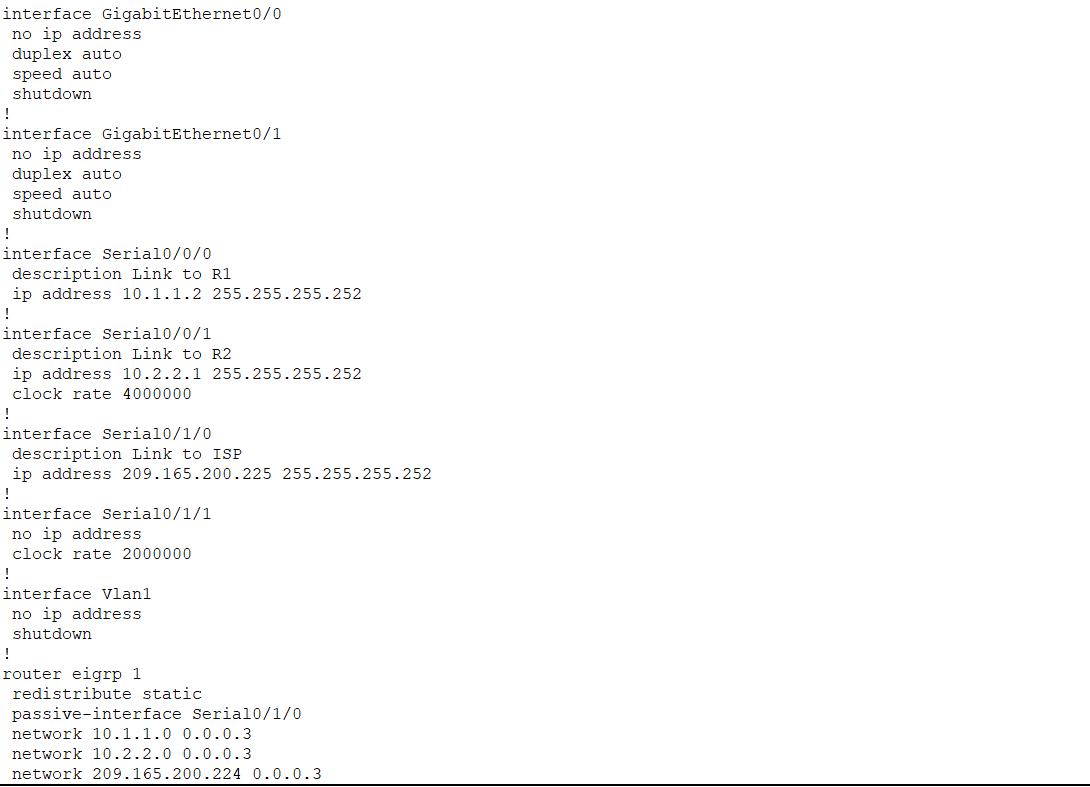 interface GigabitEthernet0/0
 no ip address
 duplex auto
 speed auto
 shutdown
!
interface GigabitEthernet0/1
 no ip address
 duplex auto
 speed auto
 shutdown
!
interface Serial0/0/0
 description Link to R1
 ip address 10.1.1.2 255.255.255.252
!
interface Serial0/0/1
 description Link to R2
 ip address 10.2.2.1 255.255.255.252
 clock rate 4000000
!
interface Serial0/1/0
 description Link to ISP
 ip address 209.165.200.225 255.255.255.252
!
interface Serial0/1/1
 no ip address
 clock rate 2000000
!
interface Vlan1
 no ip address
 shutdown
!
router eigrp 1
 redistribute static
 passive-interface Serial0/1/0
 network 10.1.1.0 0.0.0.3
 network 10.2.2.0 0.0.0.3
 network 209.165.200.224 0.0.0.3